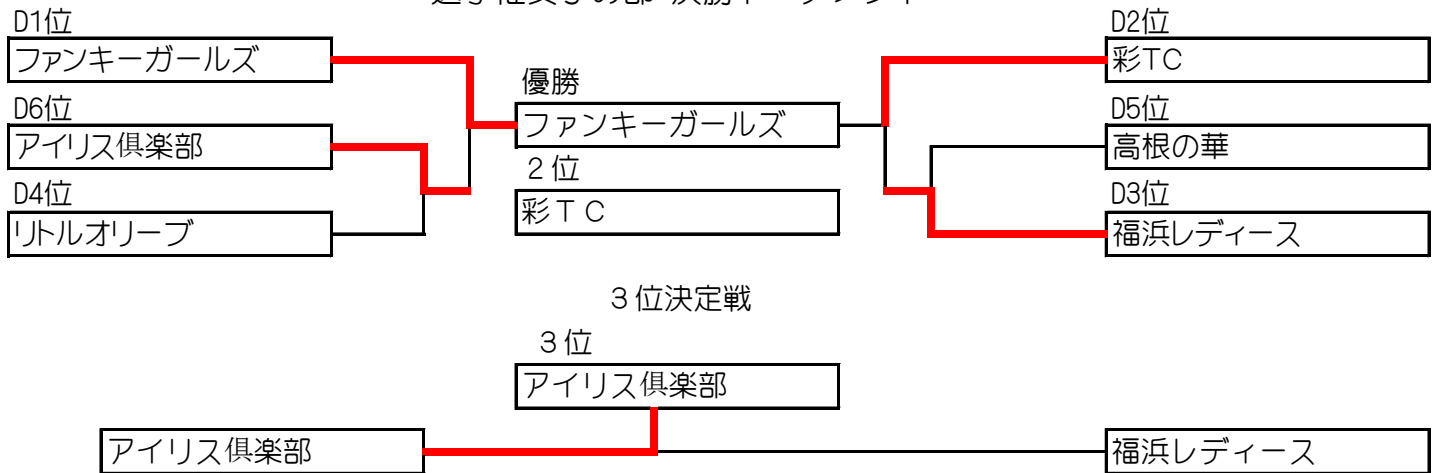 D1位
ファンキーガールズ
D6位
アイリス倶楽部
D4位
リトルオリーブ
優勝
ファンキーガールズ
２位
彩ＴＣ
D2位
彩TC
D5位
高根の華
D3位
福浜レディース
３位決定戦
３位
アイリス倶楽部
アイリス倶楽部
福浜レディース